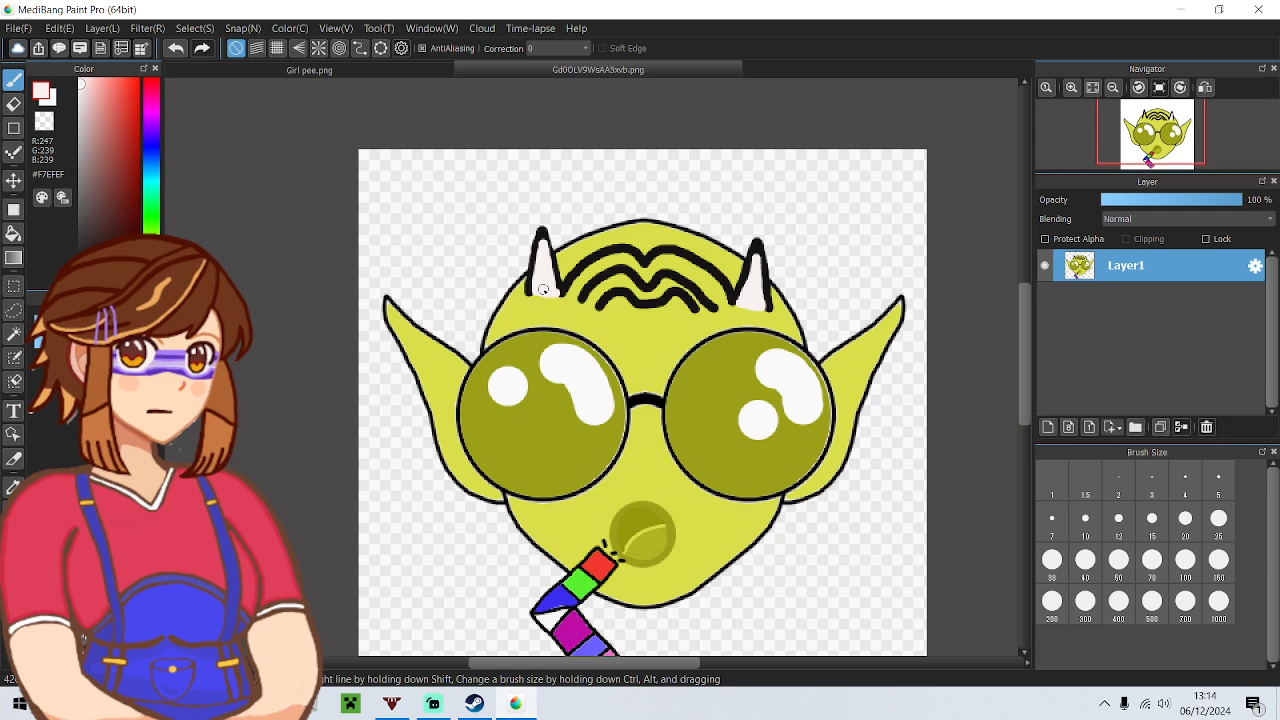 MediBang Paint Pro (64bit)
File(F) Edit(E) Layer(L) Filter(R) Select(S) Snap(N) Color(C) View(V) Tool(T) Window(W) Cloud Time-lapse Help
AntiAliasing Correction 0 Soft Edge
Color
Girl pee.png
Navigator
R:247
G:239
B:239
#F7EFEF
Layer
Opacity 100 %
Blending Normal
Protect Alpha Clipping Lock
Layer1
Brush Size
1 1.5 2 3 4 5
7 10 12 15 20 25
30 40 50 70 100 150
200 300 400 500 700 1000
line by holding down Shift, Change a brush size by holding down Ctrl, Alt, and dragging
13:14
06/12/2024